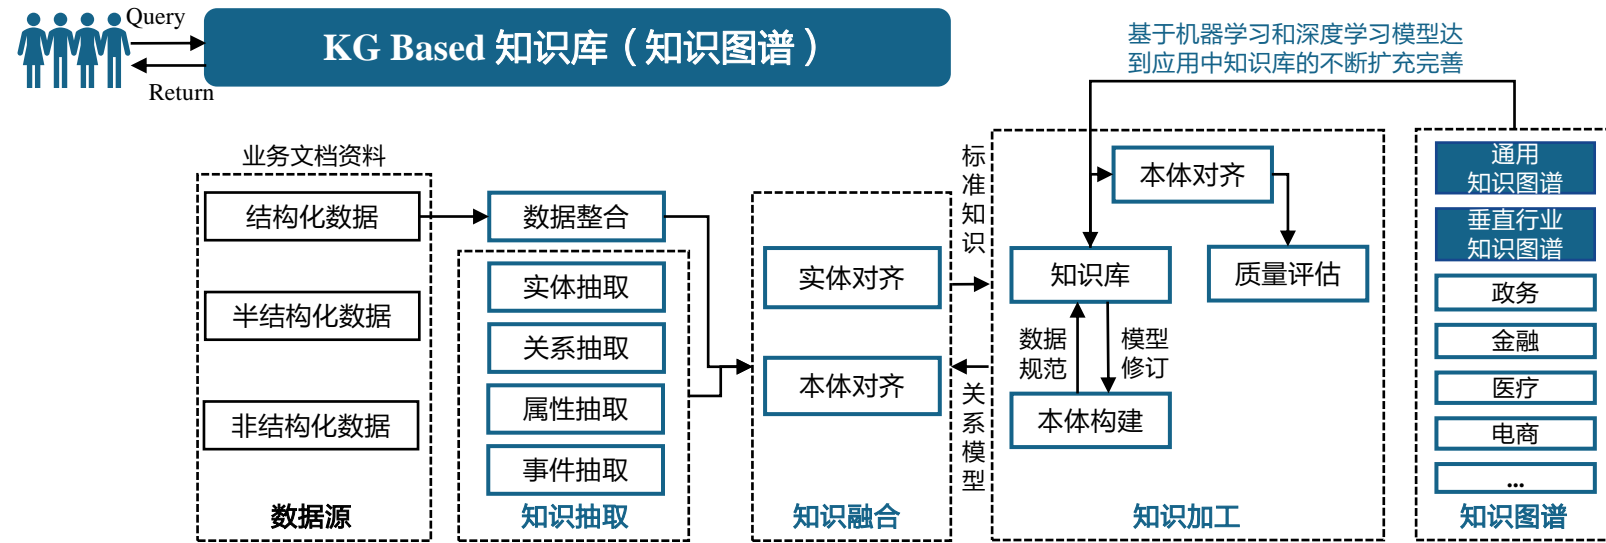 Query
KG Based 知识库（知识图谱）
Return
基于机器学习和深度学习模型达
到应用中知识库的不断扩充完善
业务文档资料
结构化数据
半结构化数据
非结构化数据
数据源
数据整合
实体抽取
关系抽取
属性抽取
事件抽取
知识抽取
实体对齐
本体对齐
知识融合
标
准
知
识
关
系
模
型
本体对齐
知识库
质量评估
数据
规范
模型
修订
本体构建
知识加工
通用
知识图谱
垂直行业
知识图谱
政务
金融
医疗
电商
...
知识图谱